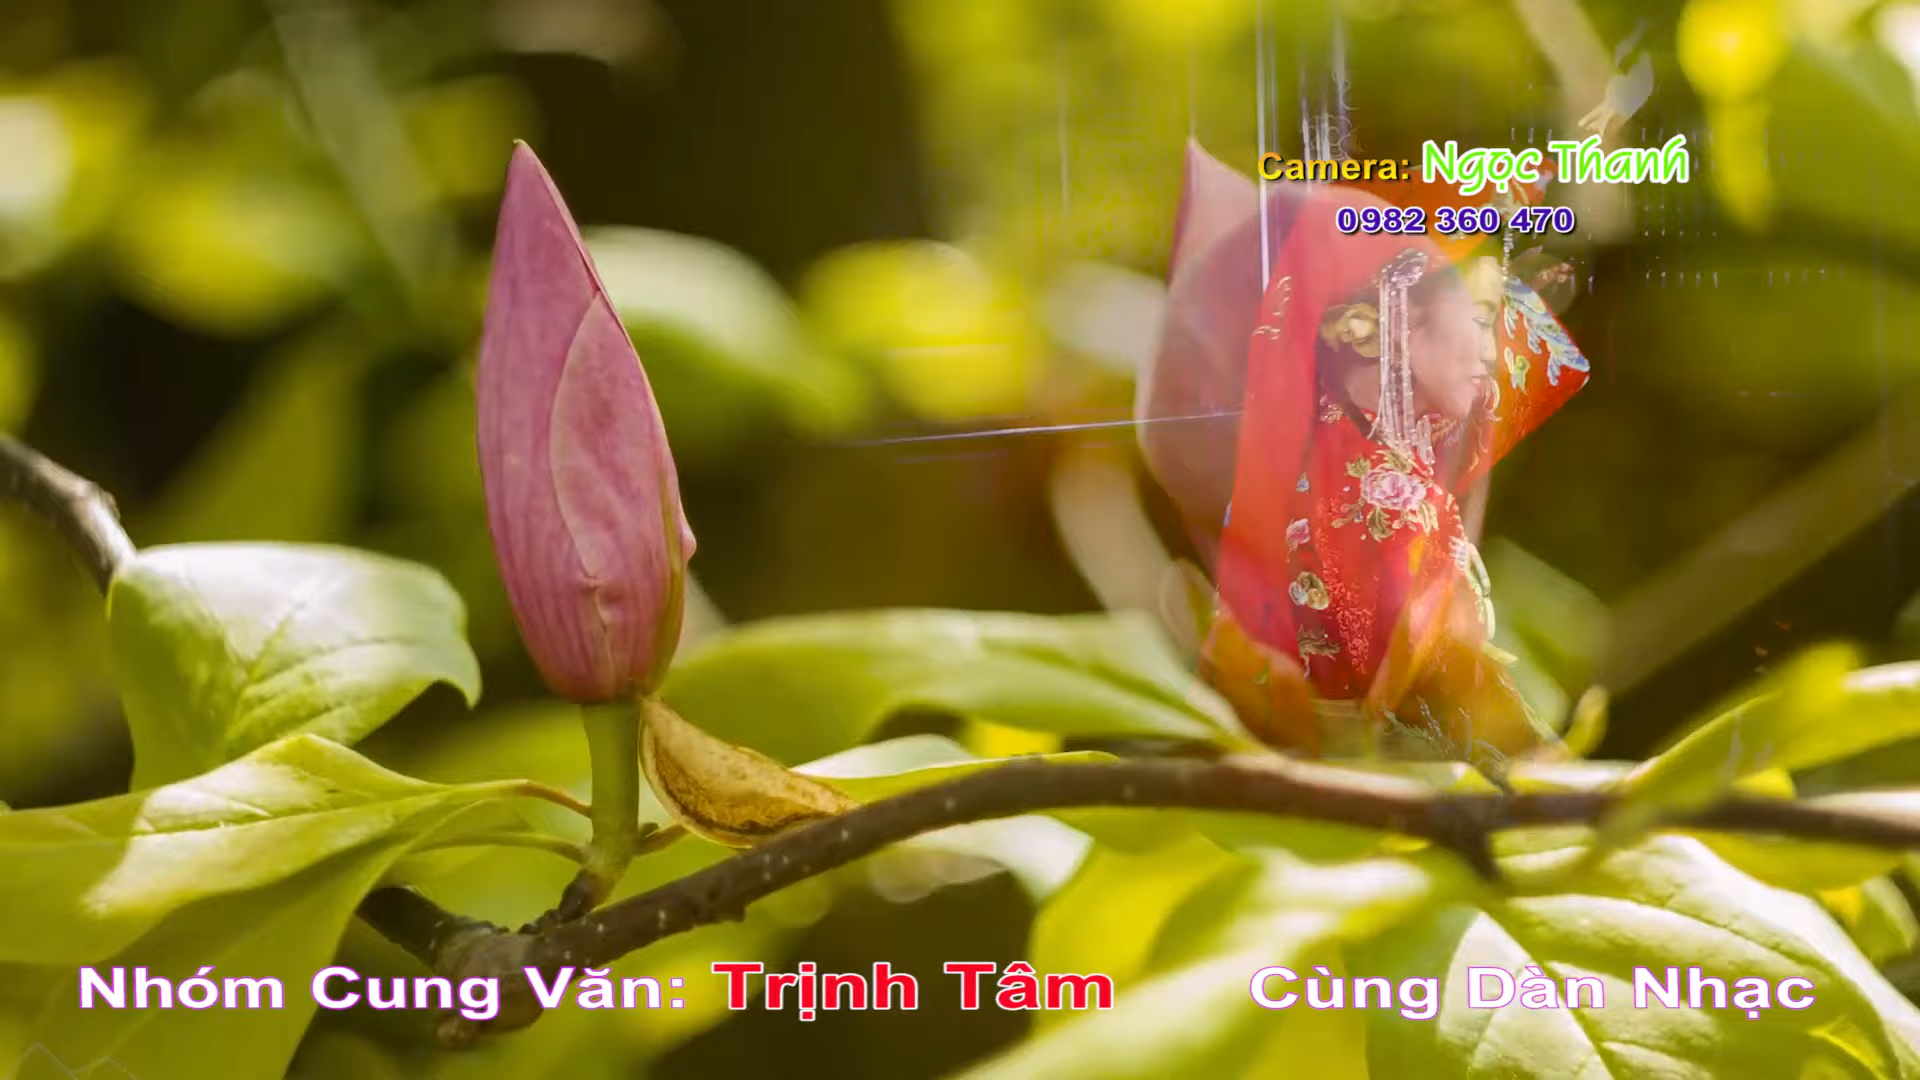 Camera: Ngọc Thanh
0982 360 470
Nhóm Cung Văn: Trịnh Tâm Cùng Dàn Nhạc